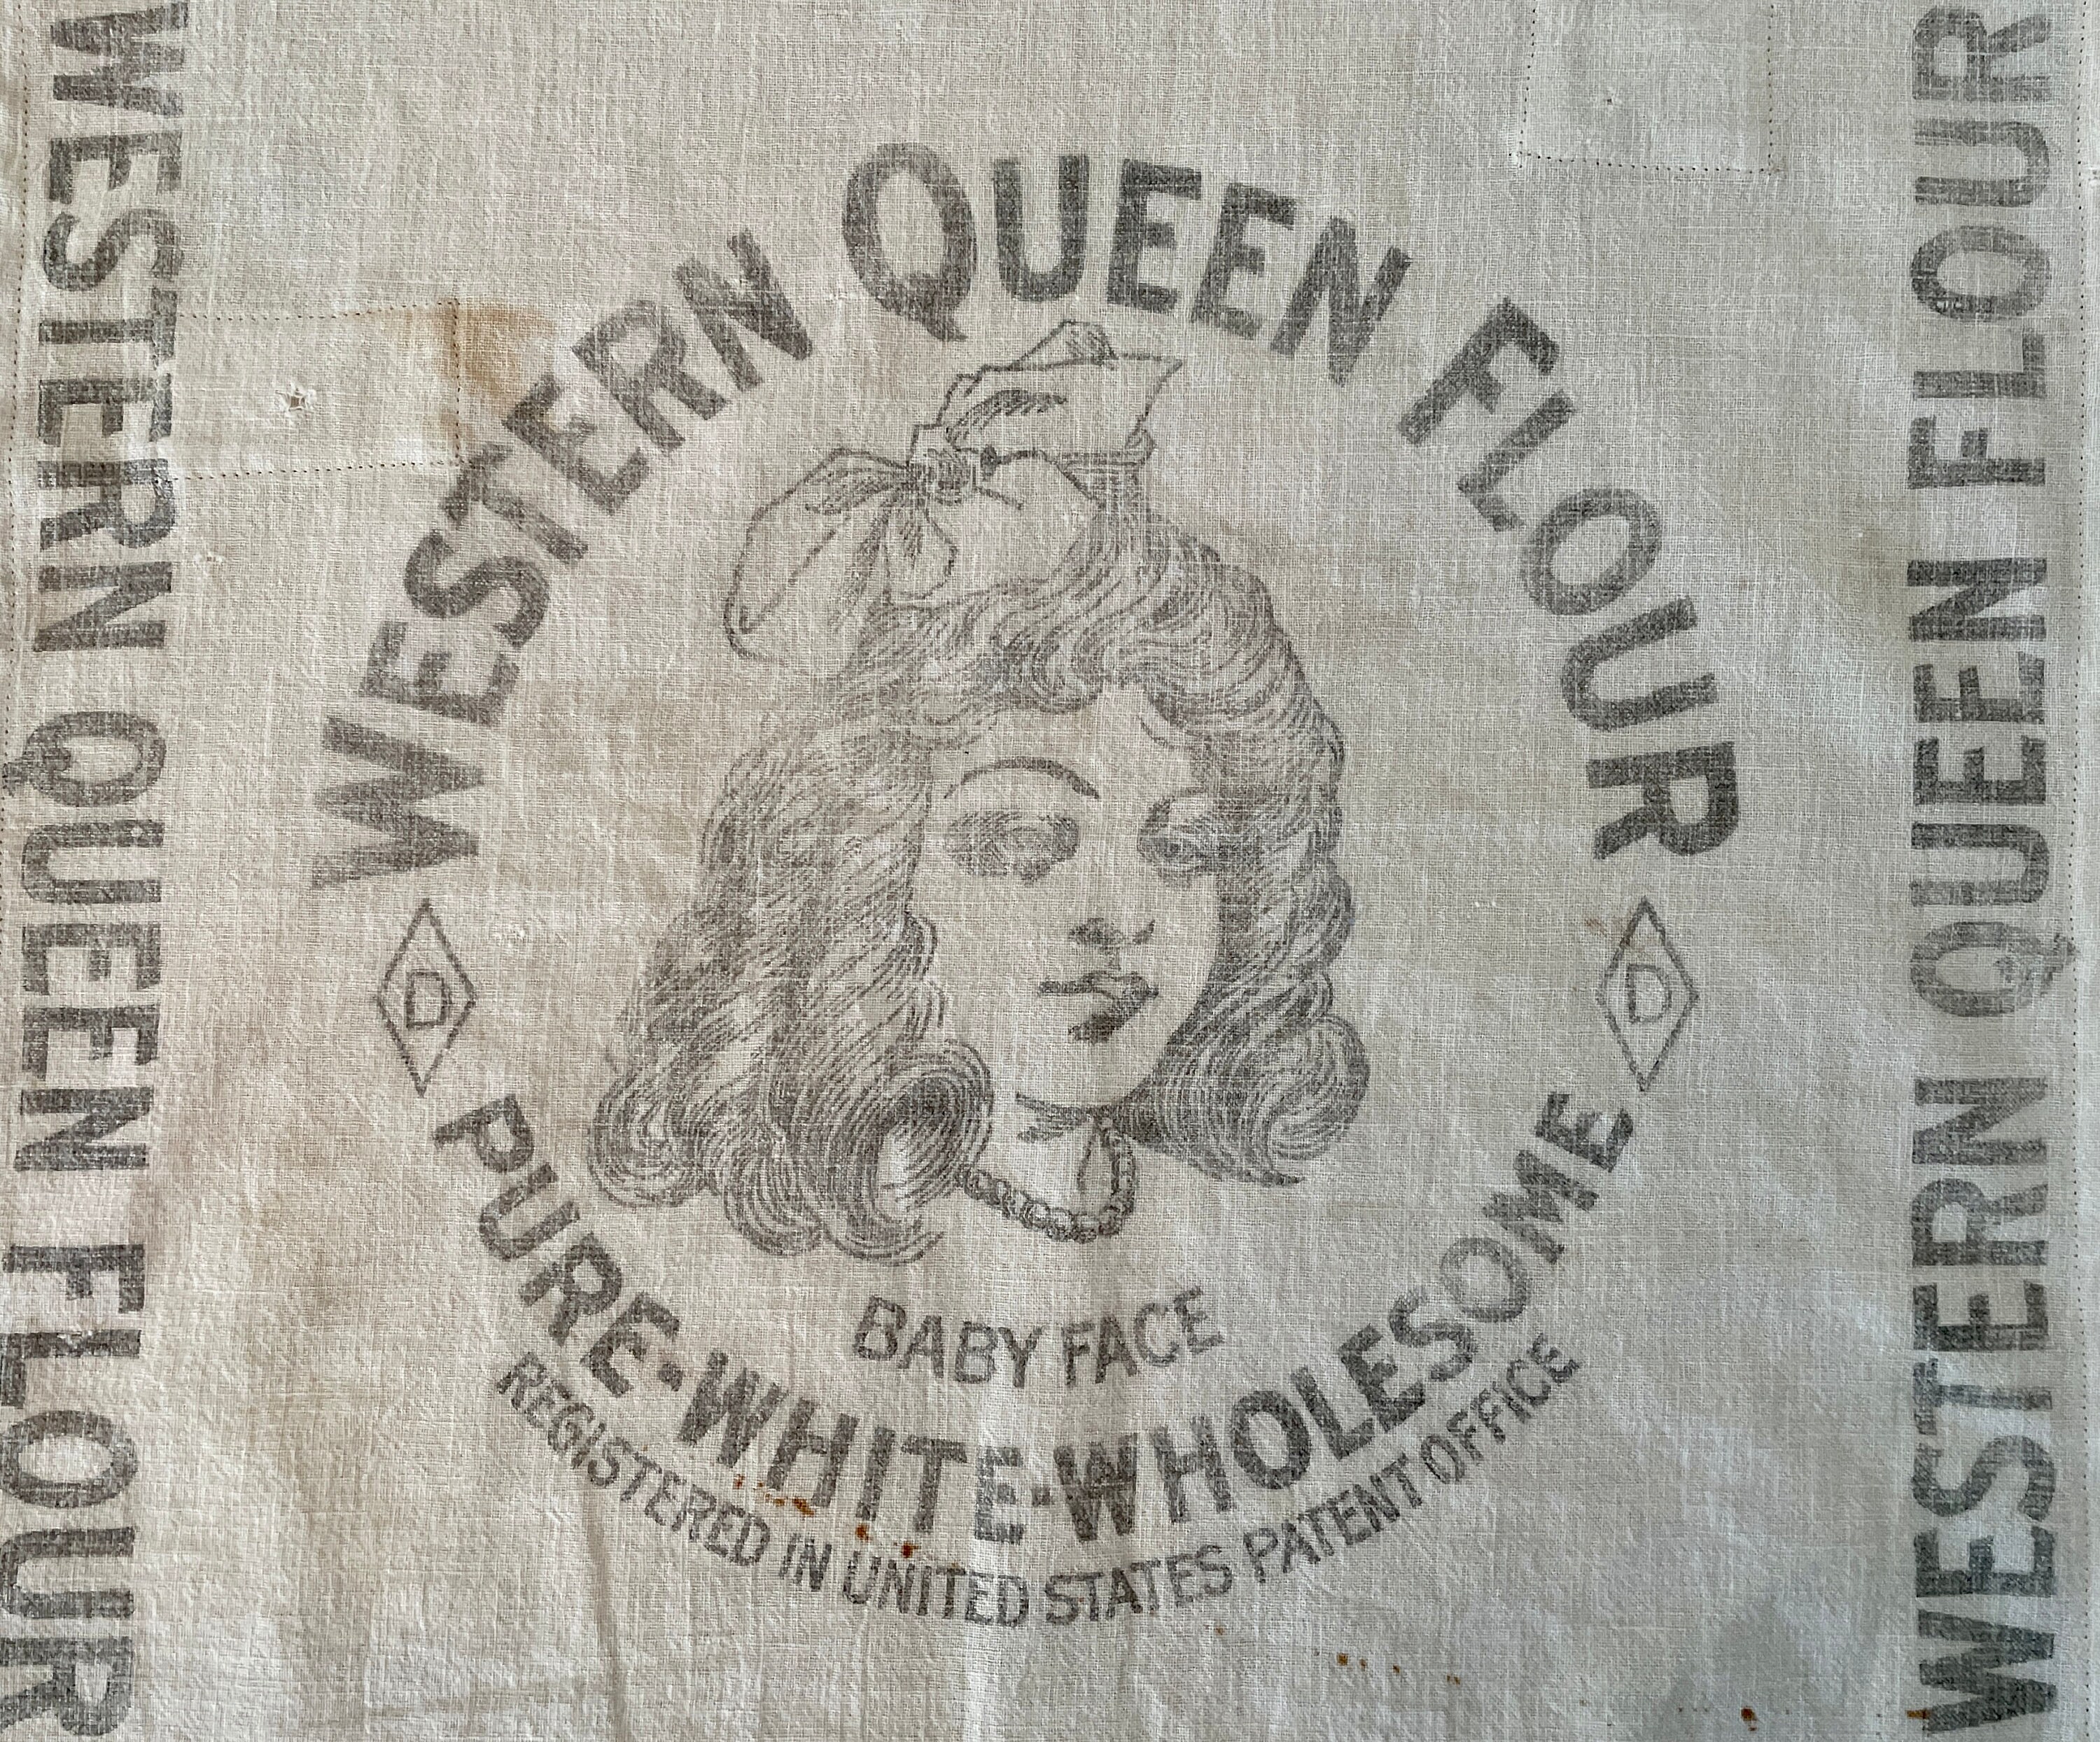 WESTERN QUEEN FLOUR
WESTERN QUEEN FLOUR
D
D
BABY FACE
PURE·WHITE·WHOLESOME
REGISTERED IN UNITED STATES PATENT OFFICE
WESTERN QUEEN FLOUR